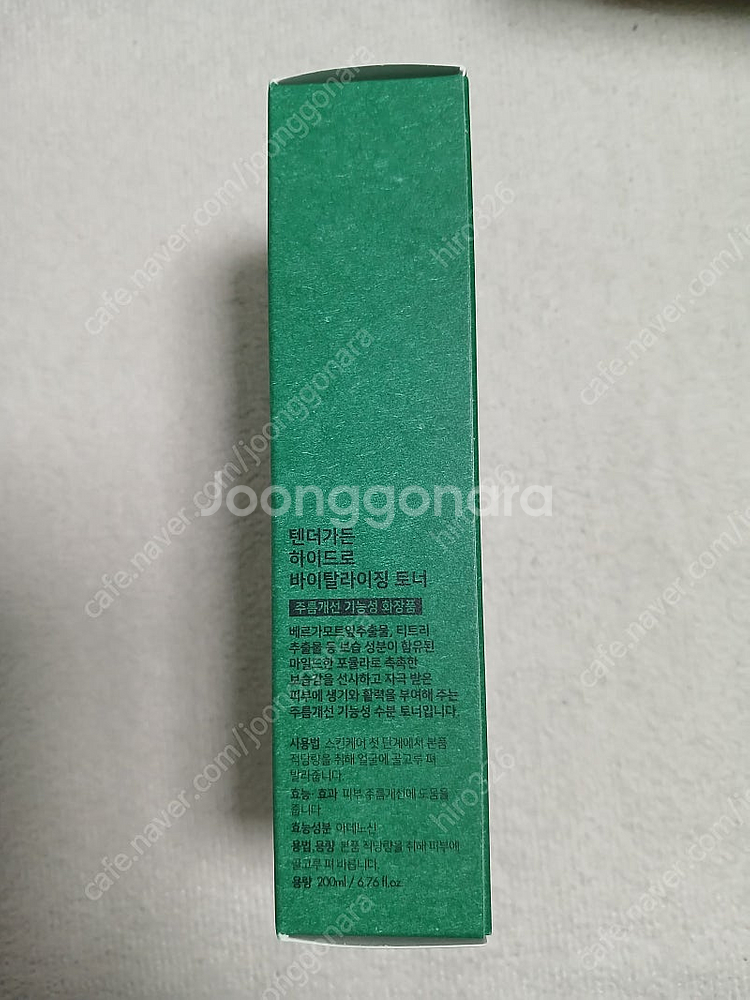 텐더가든
하이드로
바이탈라이징 토너
주름개선 기능성 화장품
베르가모트잎추출물, 티트리
추출물 등 보습 성분이 함유된
마일드한 포뮬라로 촉촉한
보습감을 선사하고 자극 받은
피부에 생기와 활력을 부여해 주는
주름개선 기능성 수분 토너입니다.
사용법 스킨케어 첫 단계에서 본품
적당량을 취해 얼굴에 골고루 펴
발라줍니다.
효능·효과 피부 주름개선에 도움을
줍니다.
효능성분 아데노신
용법,용량 본품 적당량을 취해 피부에
골고루 펴 바릅니다.
용량 200ml / 6.76 fl.oz
Joonggonara
cafe.naver.com/joonggonara
hiro326